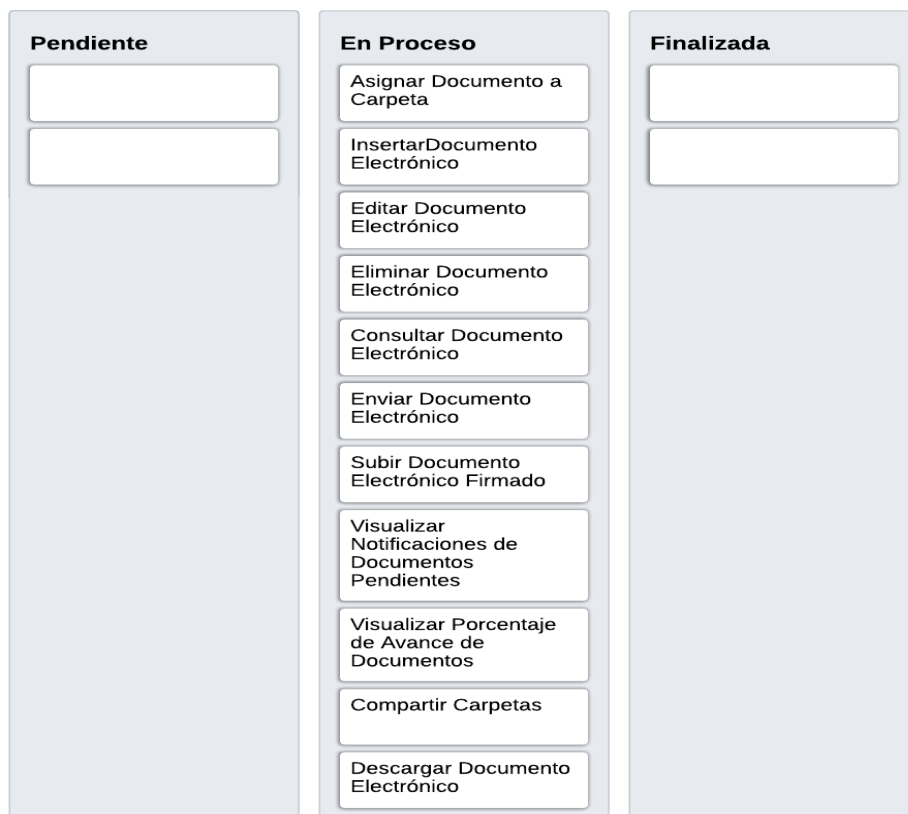 Pendiente
En Proceso
Asignar Documento a
Carpeta
InsertarDocumento
Electrónico
Editar Documento
Electrónico
Eliminar Documento
Electrónico
Consultar Documento
Electrónico
Enviar Documento
Electrónico
Subir Documento
Electrónico Firmado
Visualizar
Notificaciones de
Documentos
Pendientes
Visualizar Porcentaje
de Avance de
Documentos
Compartir Carpetas
Descargar Documento
Electrónico
Finalizada